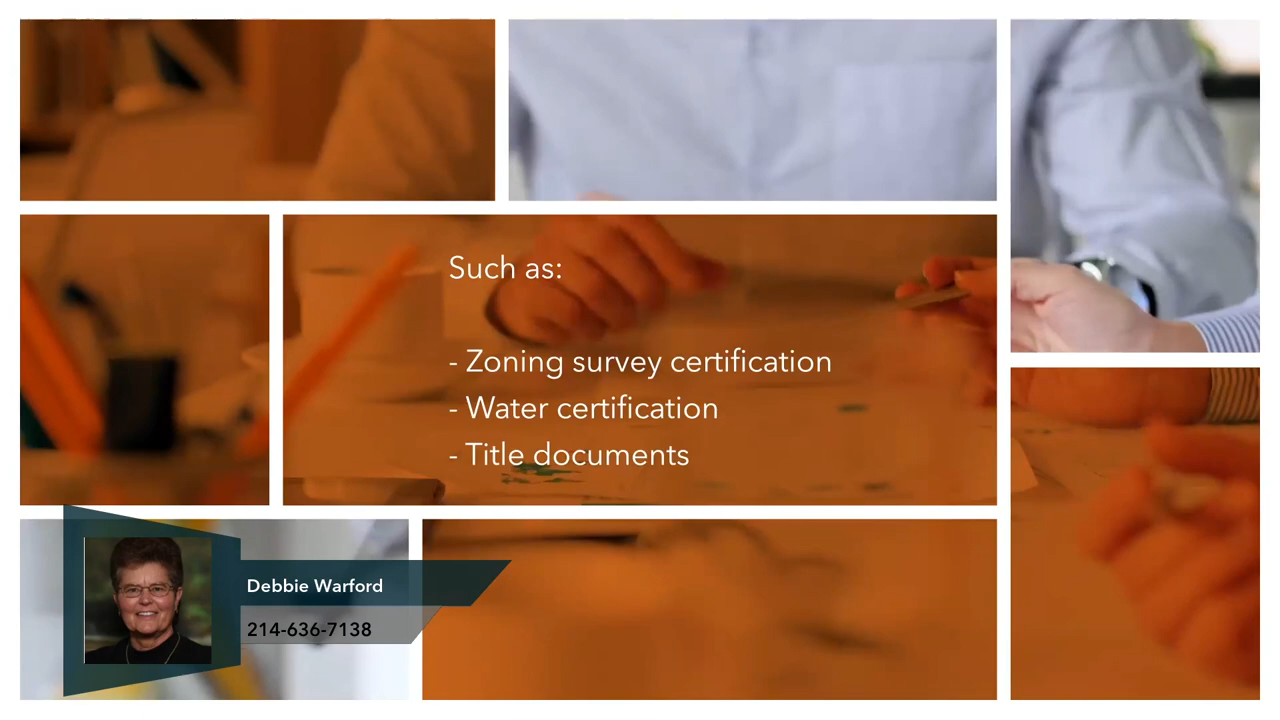 Such as:
- Zoning survey certification
- Water certification
- Title documents
Debbie Warford
214-636-7138